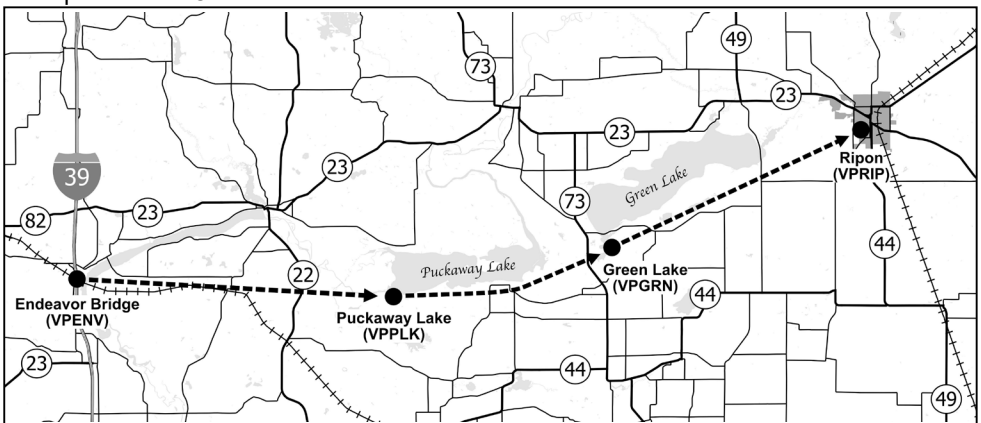 49
73
23
23
23
39
Ripon
(VPRIP)
Green Lake
73
82
23
44
Green Lake
(VPGRN)
Puckaway Lake
22
44
Endeavor Bridge
(VPENV)
Puckaway Lake
(VPPLK)
23
44
49